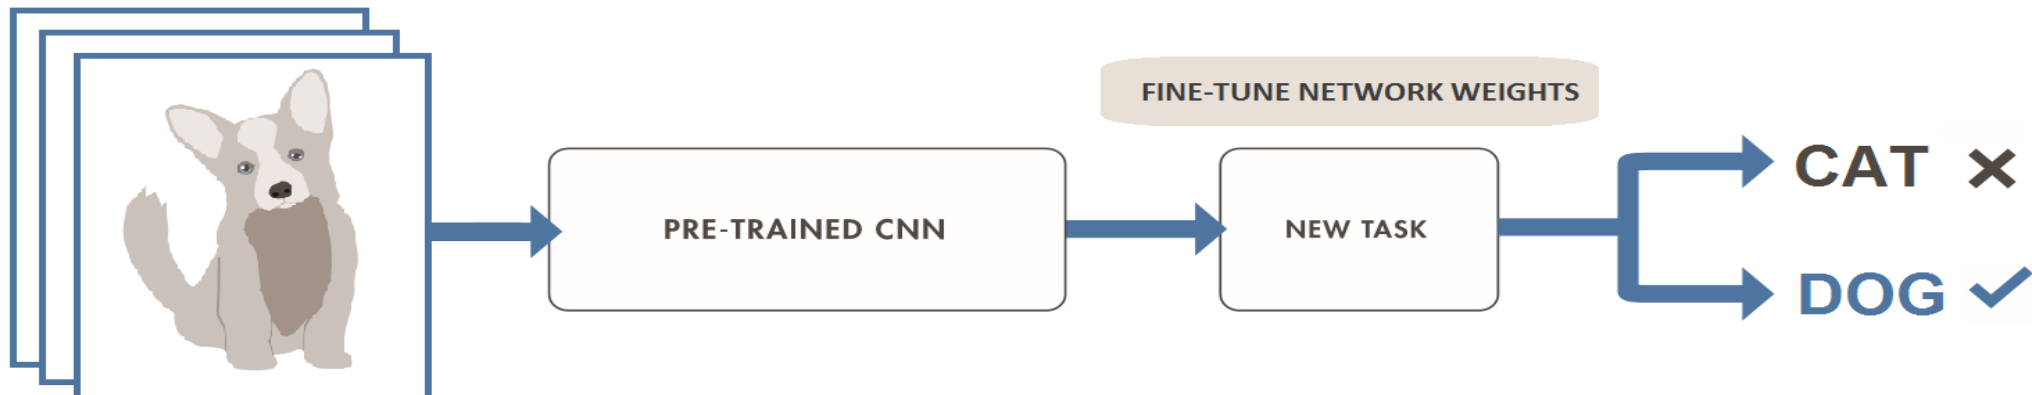 FINE-TUNE NETWORK WEIGHTS
PRE-TRAINED CNN
NEW TASK
CAT
DOG